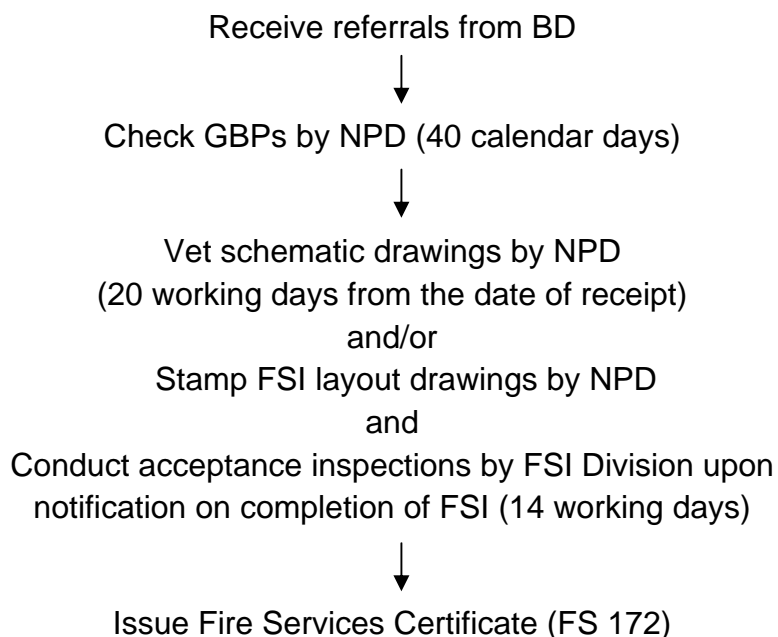 Receive referrals from BD
Check GBPs by NPD (40 calendar days)
Vet schematic drawings by NPD
(20 working days from the date of receipt)
and/or
Stamp FSI layout drawings by NPD
and
Conduct acceptance inspections by FSI Division upon
notification on completion of FSI (14 working days)
Issue Fire Services Certificate (FS 172)